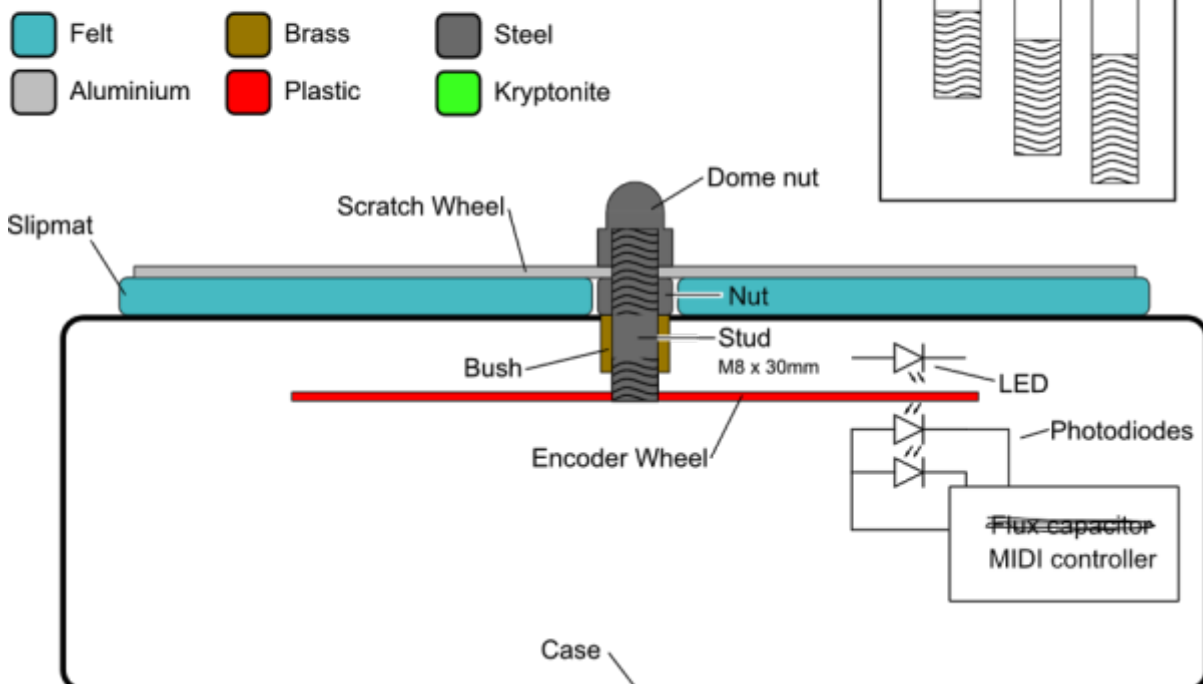 Felt
Brass
Steel
Aluminium
Plastic
Kryptonite
Dome nut
Scratch Wheel
Slipmat
Nut
Stud
M8 x 30mm
Bush
LED
Photodiodes
Encoder Wheel
Flux capacitor
MIDI controller
Case